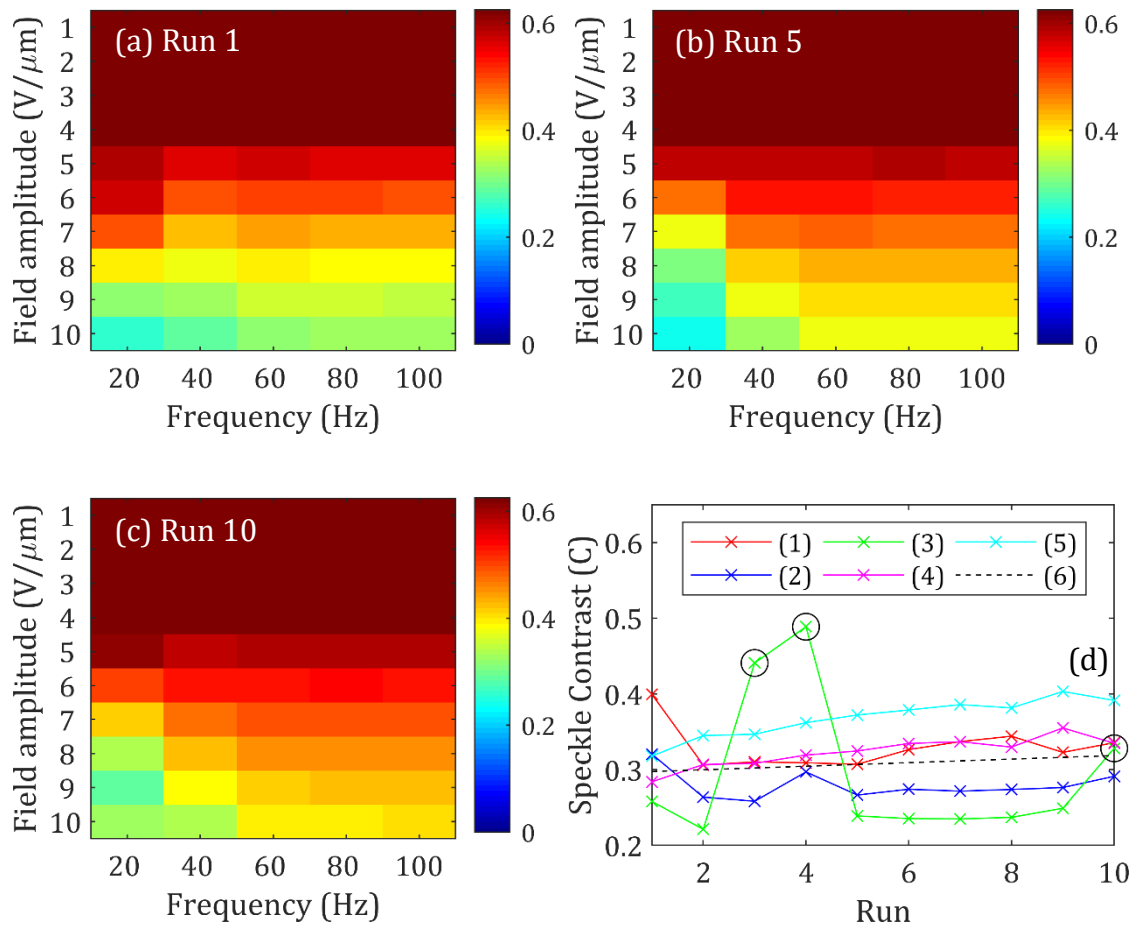 (a) Run 1
1
2
3
4
5
6
7
8
9
10
Field amplitude (V/μm)
20 40 60 80 100
Frequency (Hz)
0.6
0.4
0.2
0
(b) Run 5
1
2
3
4
5
6
7
8
9
10
Field amplitude (V/μm)
20 40 60 80 100
Frequency (Hz)
0.6
0.4
0.2
0
(c) Run 10
1
2
3
4
5
6
7
8
9
10
Field amplitude (V/μm)
20 40 60 80 100
Frequency (Hz)
0.6
0.4
0.2
0
0.6
0.5
0.4
0.3
0.2
Speckle Contrast (C)
(1) (3) (5)
(2) (4) (6)
(d)
2 4 6 8 10
Run